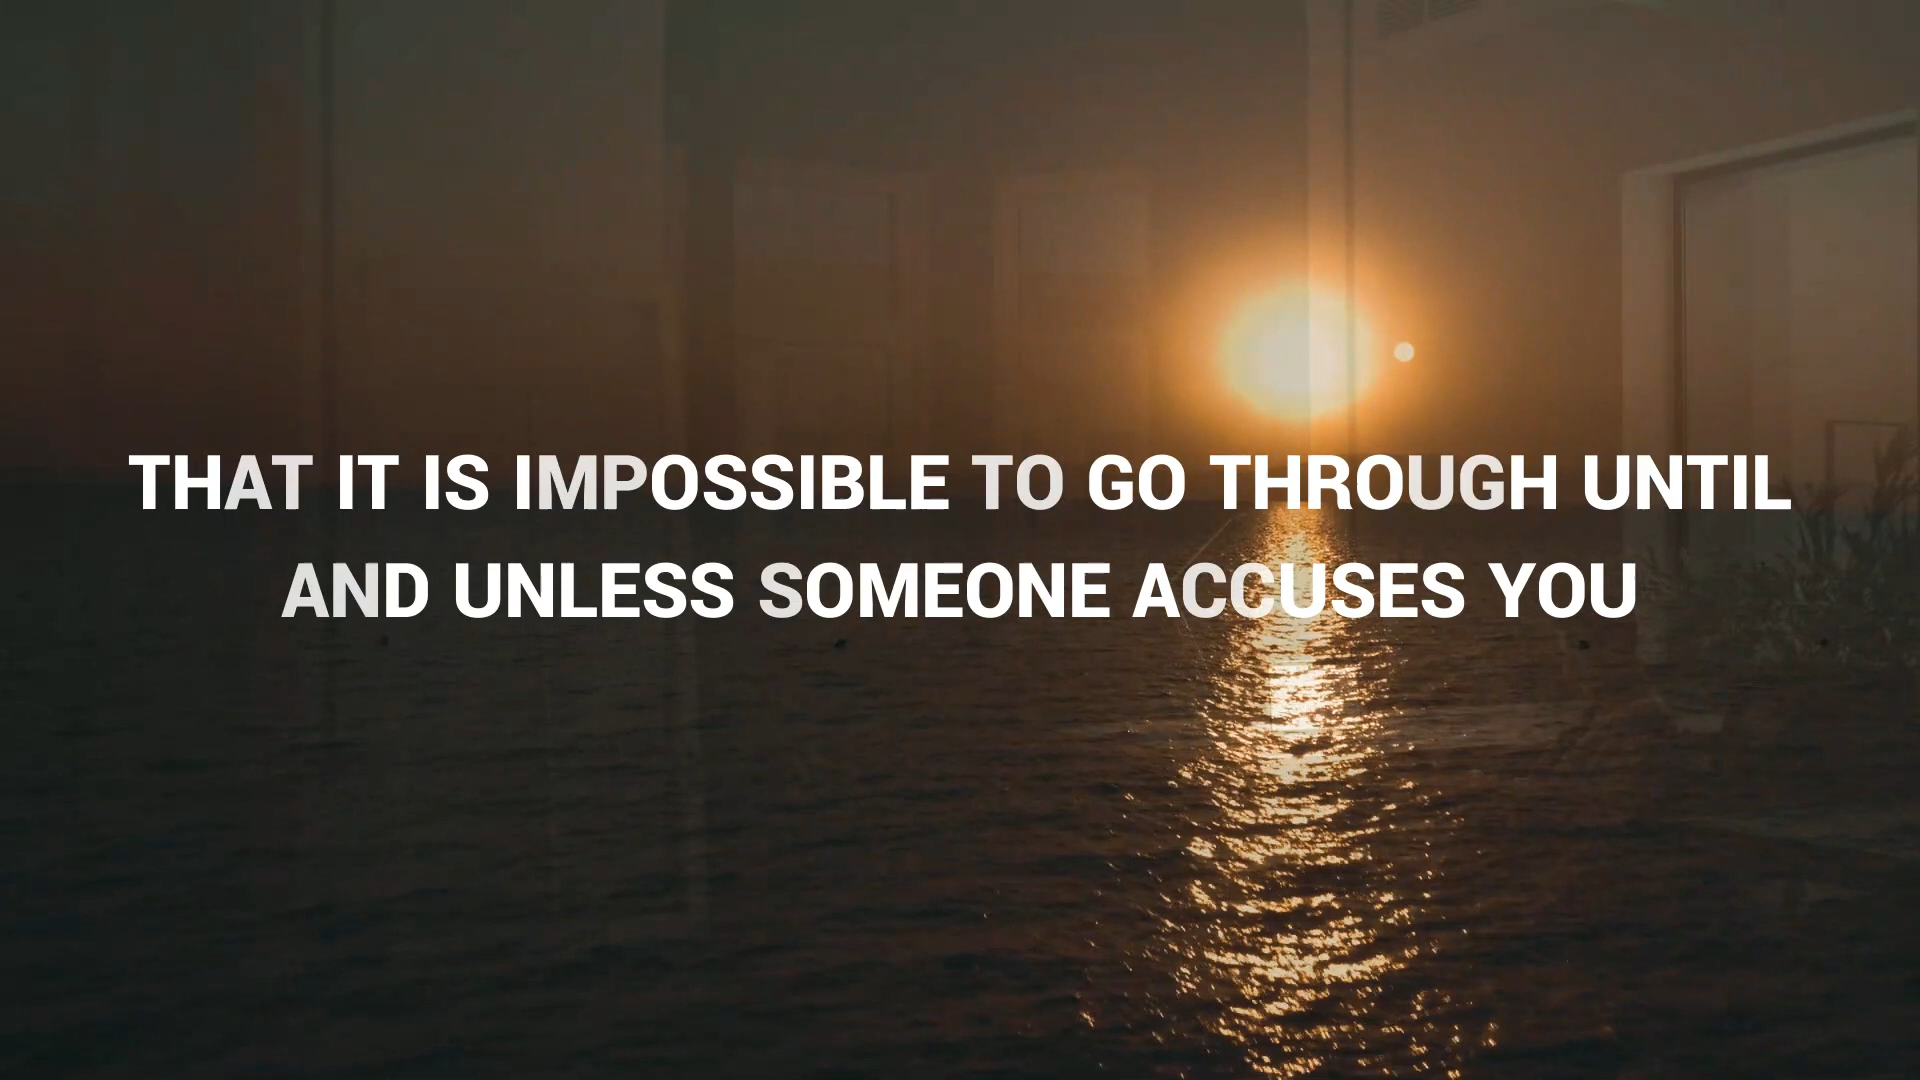 THAT IT IS IMPOSSIBLE TO GO THROUGH UNTIL
AND UNLESS SOMEONE ACCUSES YOU